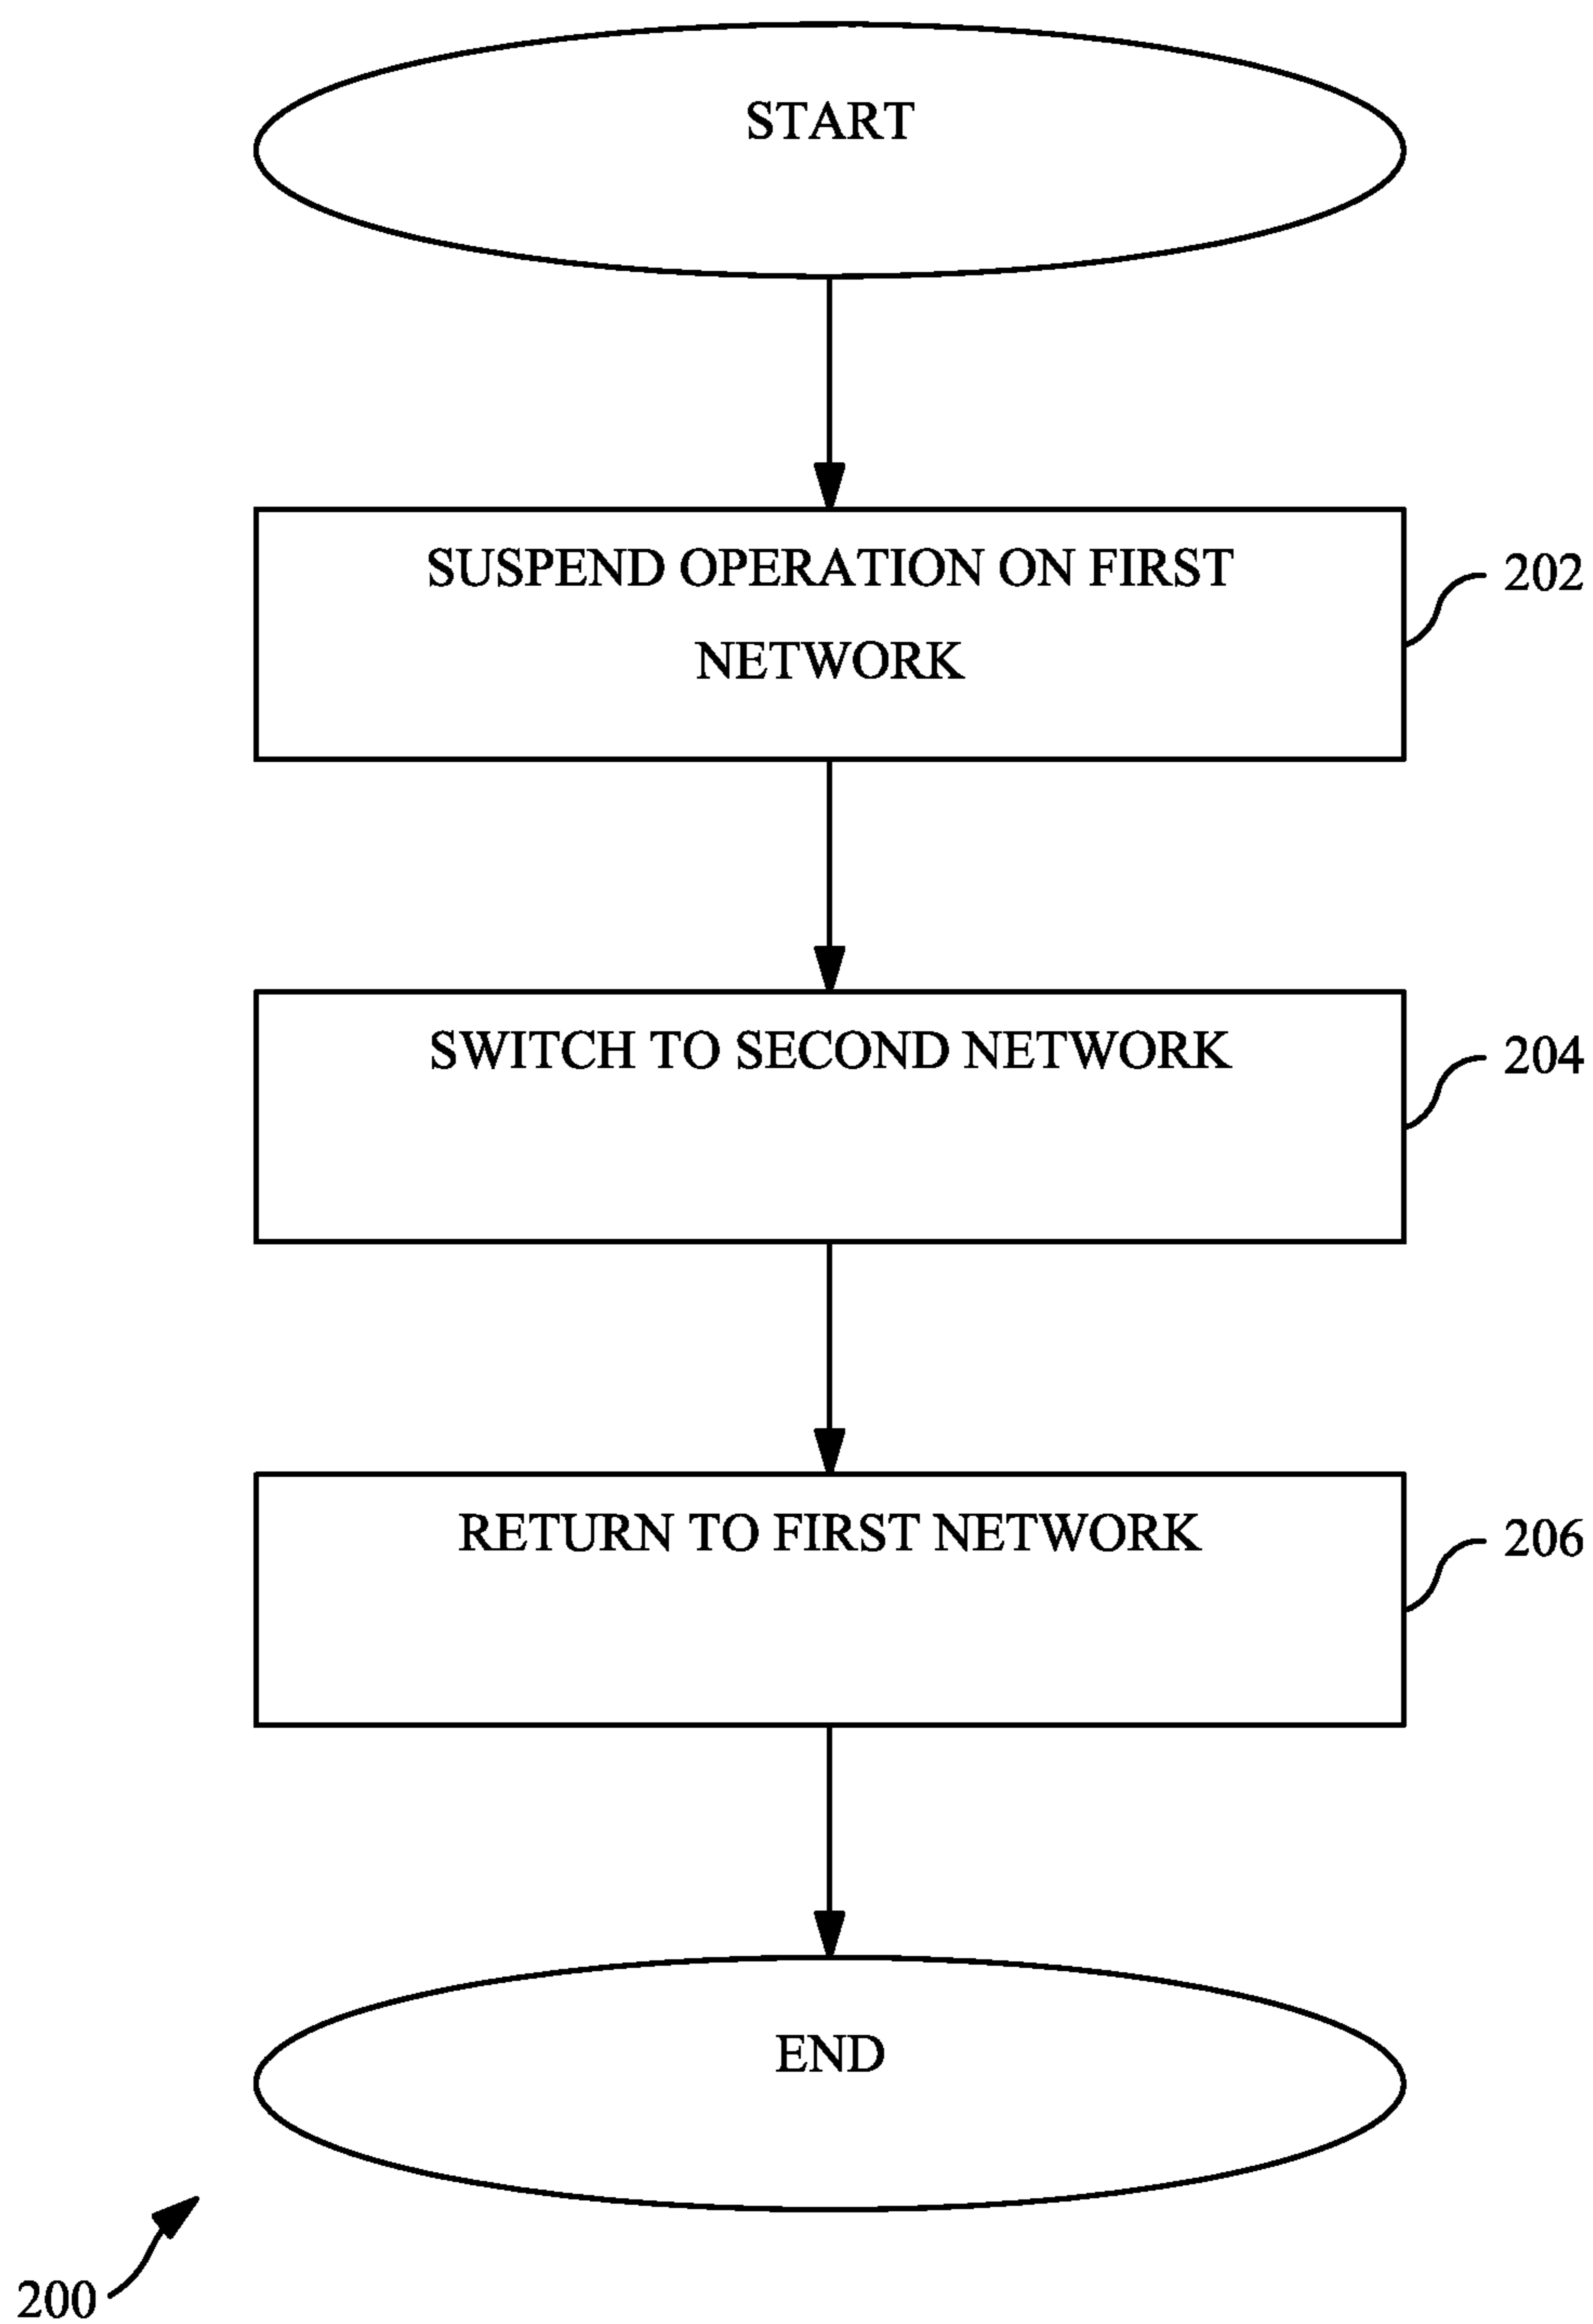 START
SUSPEND OPERATION ON FIRST
NETWORK
202
SWITCH TO SECOND NETWORK
204
RETURN TO FIRST NETWORK
206
END
200